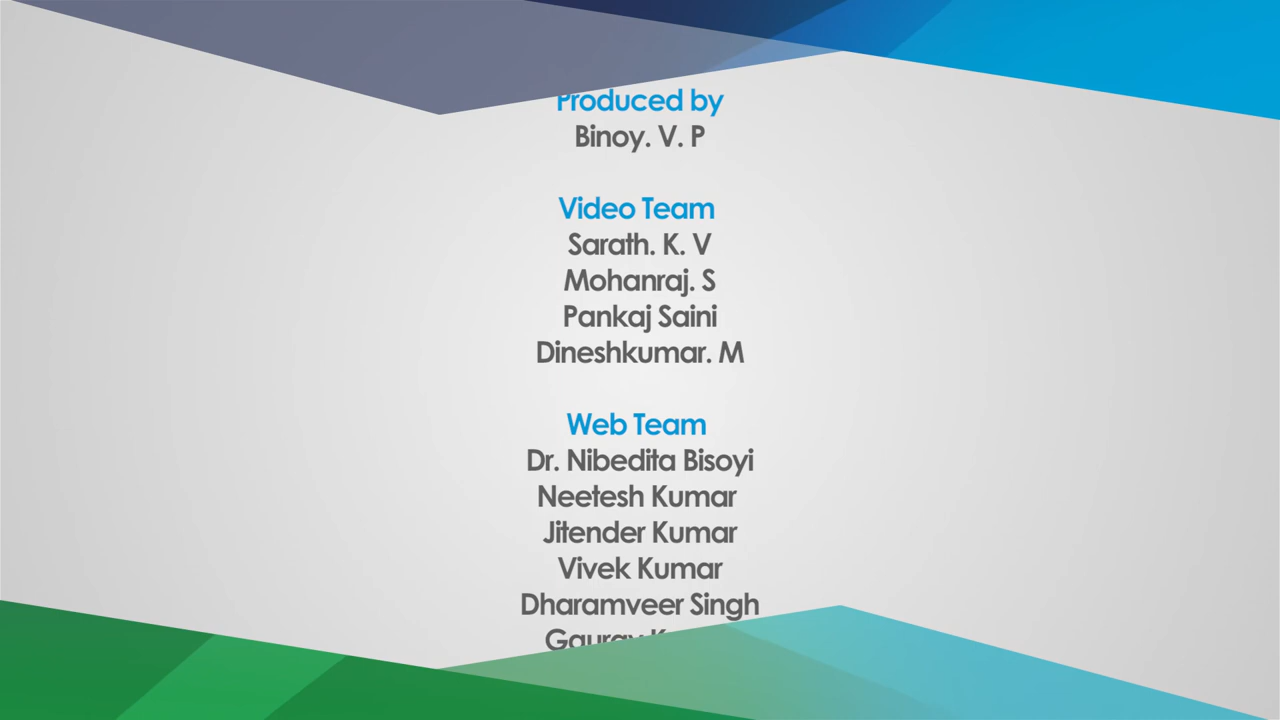 Produced by
Binoy. V. P
Video Team
Sarath. K. V
Mohanraj. S
Pankaj Saini
Dineshkumar. M
Web Team
Dr. Nibedita Bisoyi
Neetesh Kumar
Jitender Kumar
Vivek Kumar
Dharamveer Singh
Gaurav